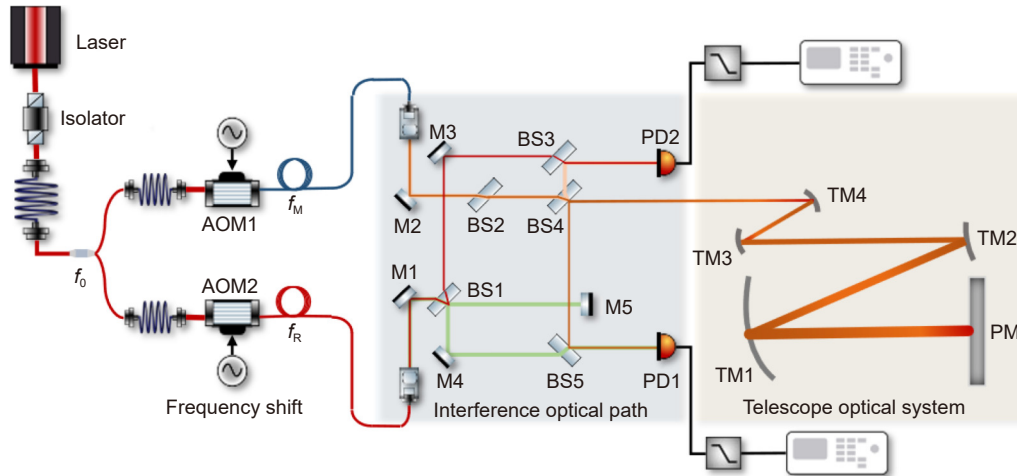 Laser
Isolator
f0
AOM1
fM
AOM2
fR
Frequency shift
M3
BS3
PD2
M2
BS2
BS4
M1
BS1
M5
M4
BS5
PD1
Interference optical path
TM4
TM3
TM2
TM1
PM
Telescope optical system